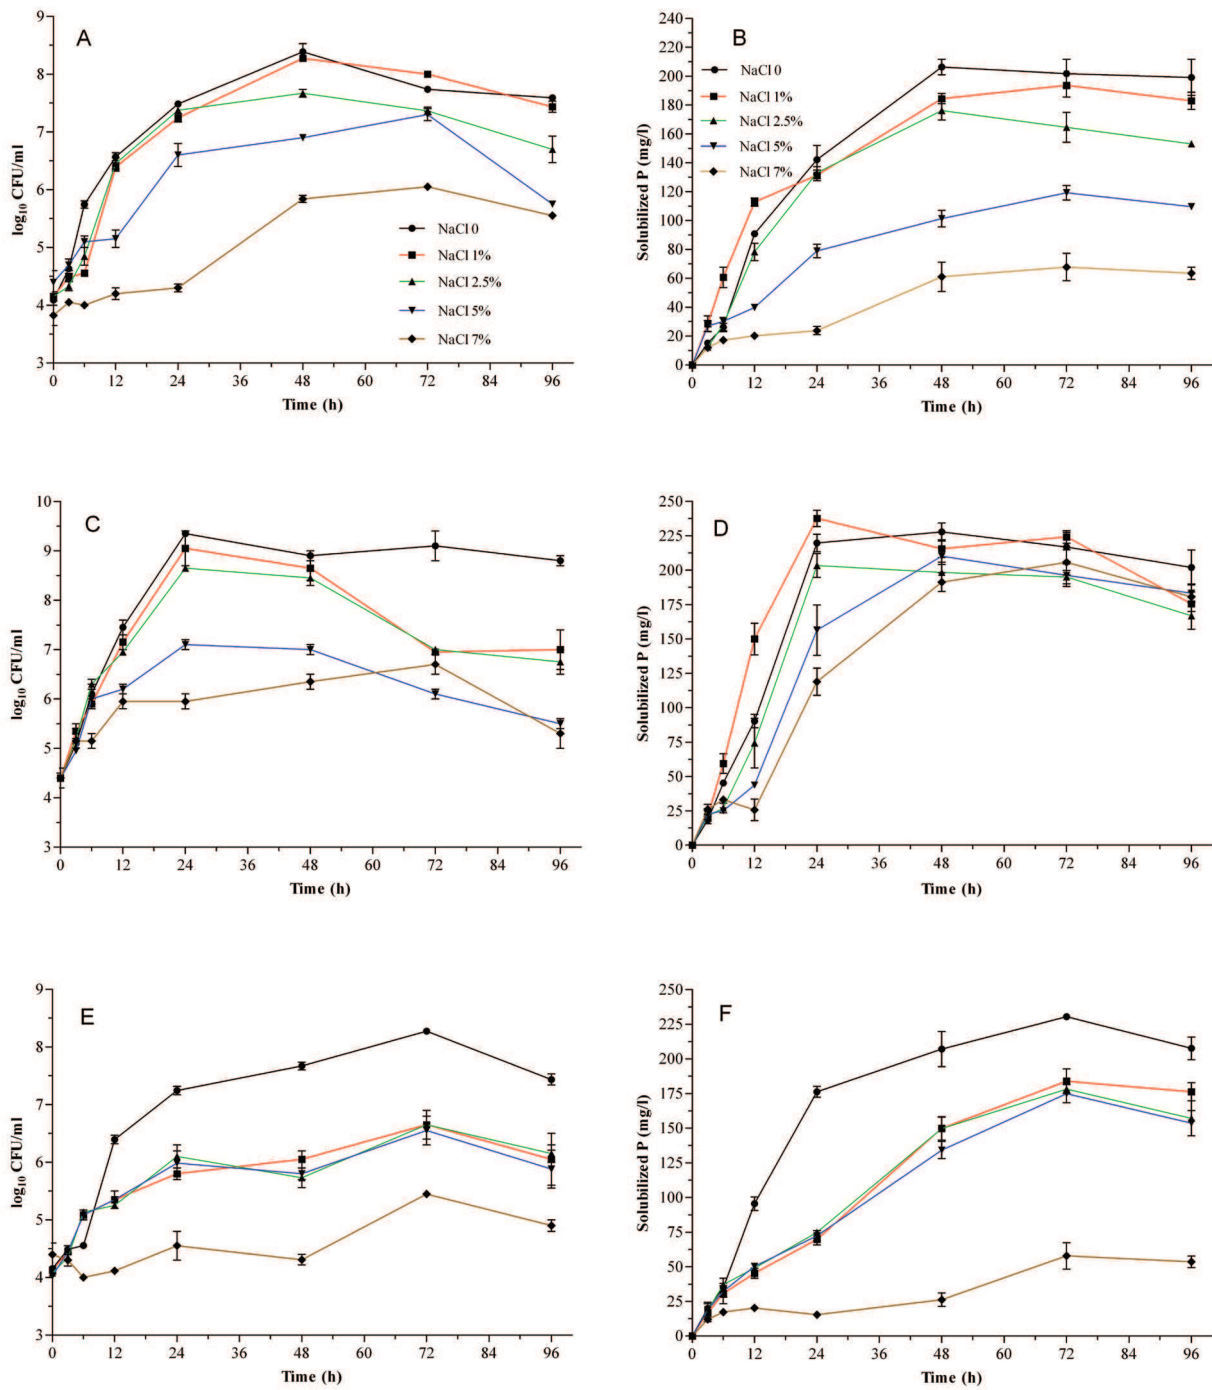 A
9
8
7
6
5
4
3
log10 CFU/ml
0 12 24 36 48 60 72 84 96
Time (h)
NaCl 0
NaCl 1%
NaCl 2.5%
NaCl 5%
NaCl 7%
B
240
220
200
180
160
140
120
100
80
60
40
20
0
Solubilized P (mg/l)
NaCl 0
NaCl 1%
NaCl 2.5%
NaCl 5%
NaCl 7%
0 12 24 36 48 60 72 84 96
Time (h)
C
10
9
8
7
6
5
4
3
log10 CFU/ml
0 12 24 36 48 60 72 84 96
Time (h)
D
250
225
200
175
150
125
100
75
50
25
0
Solubilized P (mg/l)
0 12 24 36 48 60 72 84 96
Time (h)
E
9
8
7
6
5
4
3
log10 CFU/ml
0 12 24 36 48 60 72 84 96
Time (h)
F
250
225
200
175
150
125
100
75
50
25
0
Solubilized P (mg/l)
0 12 24 36 48 60 72 84 96
Time (h)